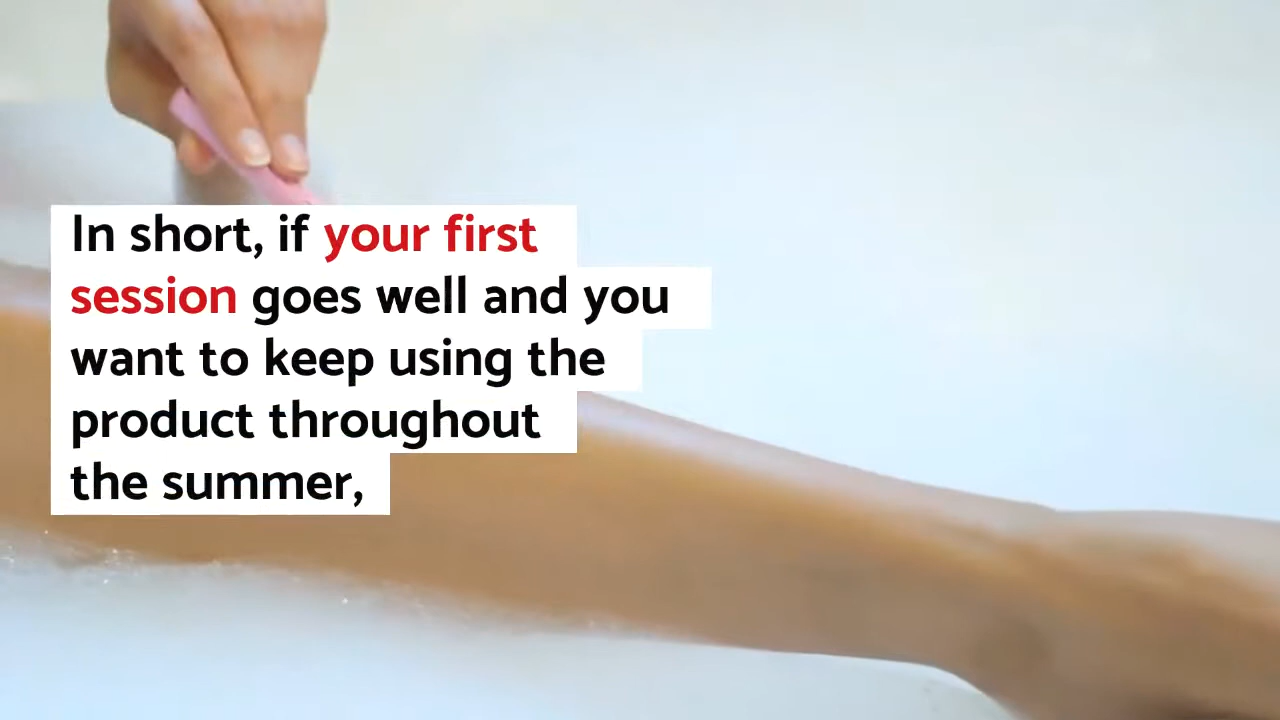 In short, if your first
session goes well and you
want to keep using the
product throughout
the summer,